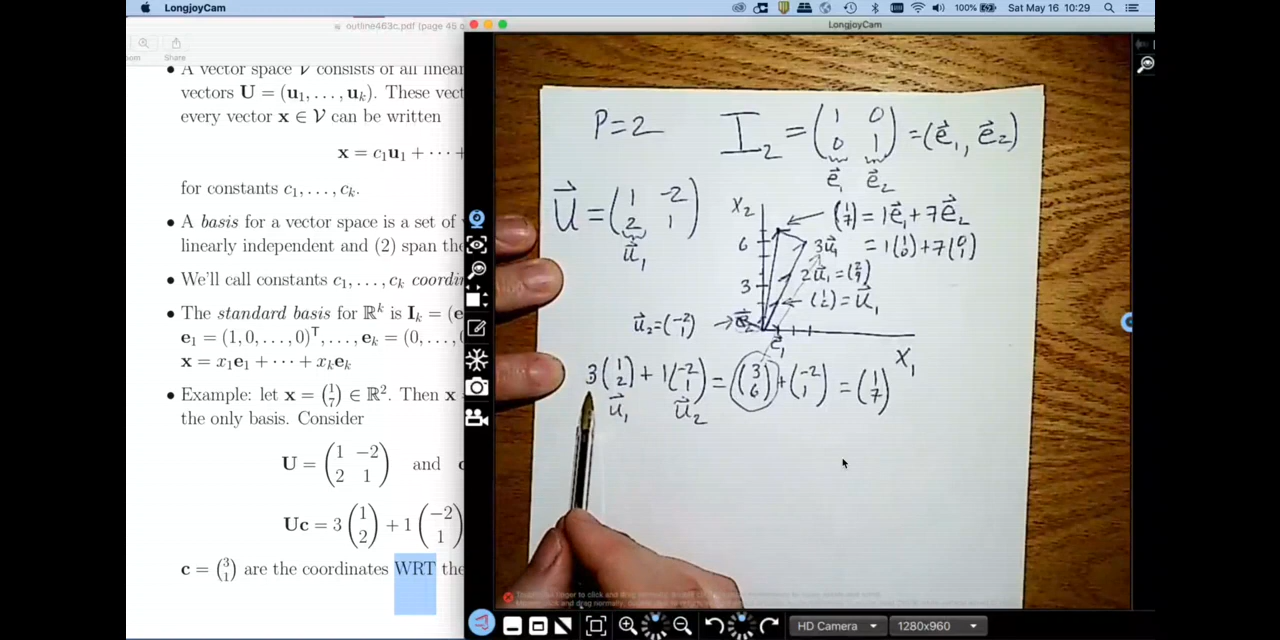 LongjoyCam
100%
Sat May 16 10:29
outline463c.pdf (page 45 o
LongjoyCam
oom
Share
• A vector space V consists of all linear
vectors U = (u₁, . . . , uₖ). These vect
every vector x ∈ V can be written
x = c₁u₁ + · · · +
for constants c₁, . . . , cₖ.
• A basis for a vector space is a set of
linearly independent and (2) span the
• We'll call constants c₁, . . . , cₖ coordin
• The standard basis for ℝᵏ is Iₖ = (e
e₁ = (1, 0, . . . , 0)ᵀ, . . . , eₖ = (0, . . . ,
x = x₁e₁ + · · · + xₖeₖ
• Example: let x = (1 7) ∈ ℝ². Then x
the only basis. Consider
U = (1 −2
2 1) and c
Uc = 3 (1 2) + 1 (−2 1)
c = (3 1) are the coordinates WRT the
P=2
I₂ = (1 0
0 1) = (e⃗₁, e⃗₂)
e⃗₁ e⃗₂
U⃗ = (1 -2
2 1)
u⃗₁
X₂
(1 7) = 1e⃗₁ + 7e⃗₂
= 1(1 0) + 7(0 1)
6
3u⃗₁
3
(1 2) = u⃗₁
u⃗₂ = (-2 1)
e⃗₁
X₁
3(1 2) + 1(-2 1) = (3 6) + (-2 1) = (1 7)
u⃗₁ u⃗₂
HD Camera
1280x960